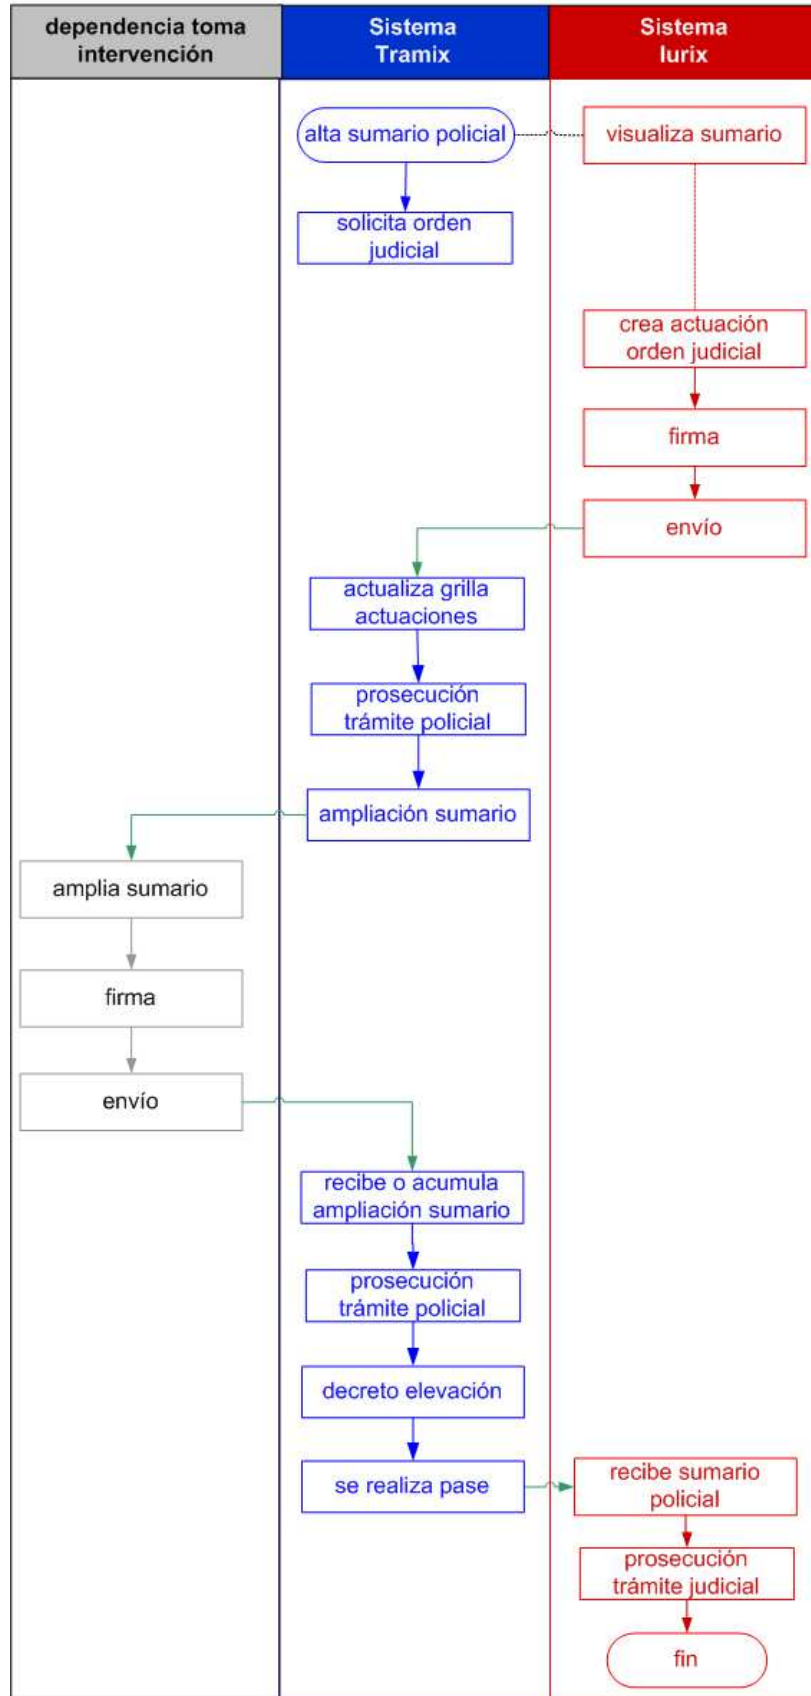 dependencia toma
intervención
Sistema
Tramix
Sistema
Iurix
alta sumario policial
visualiza sumario
solicita orden
judicial
crea actuación
orden judicial
firma
envío
actualiza grilla
actuaciones
prosecución
trámite policial
ampliación sumario
amplia sumario
firma
envío
recibe o acumula
ampliación sumario
prosecución
trámite policial
decreto elevación
se realiza pase
recibe sumario
policial
prosecución
trámite judicial
fin